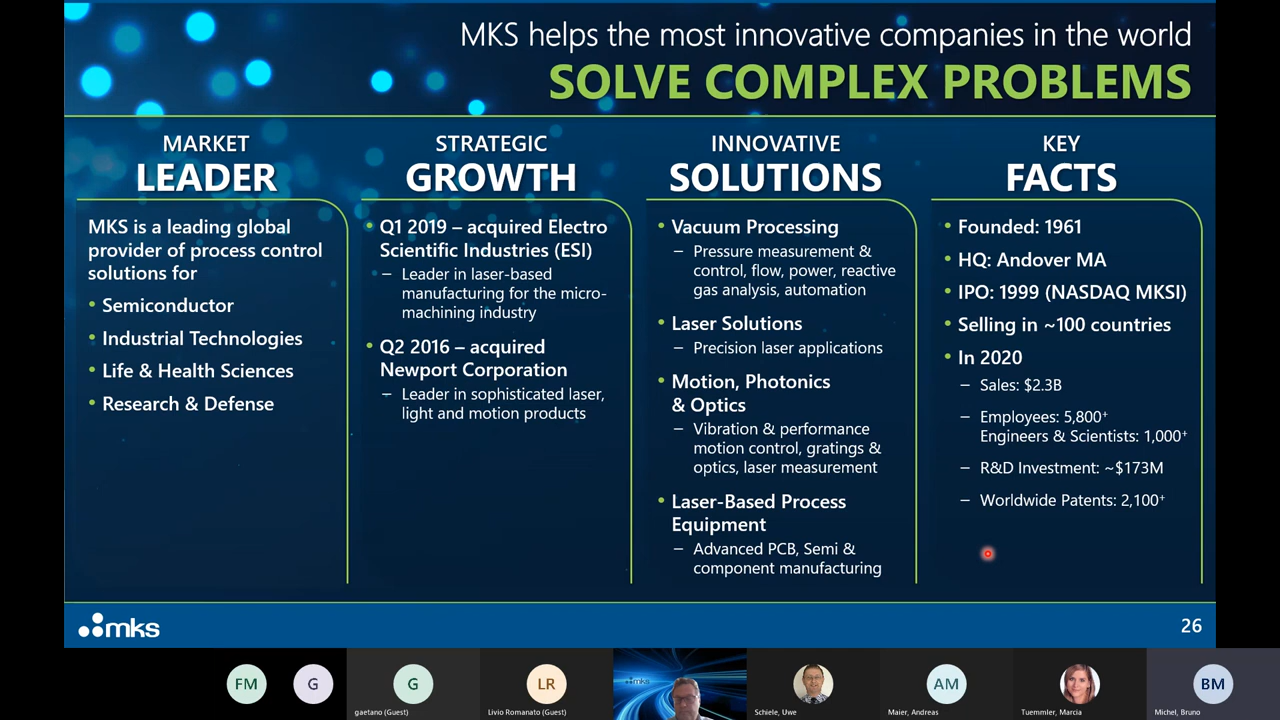 MKS helps the most innovative companies in the world
SOLVE COMPLEX PROBLEMS
MARKET
LEADER
MKS is a leading global
provider of process control
solutions for
• Semiconductor
• Industrial Technologies
• Life & Health Sciences
• Research & Defense
STRATEGIC
GROWTH
• Q1 2019 – acquired Electro
Scientific Industries (ESI)
– Leader in laser-based
manufacturing for the micro-
machining industry
• Q2 2016 – acquired
Newport Corporation
– Leader in sophisticated laser,
light and motion products
INNOVATIVE
SOLUTIONS
• Vacuum Processing
– Pressure measurement &
control, flow, power, reactive
gas analysis, automation
• Laser Solutions
– Precision laser applications
• Motion, Photonics
& Optics
– Vibration & performance
motion control, gratings &
optics, laser measurement
• Laser-Based Process
Equipment
– Advanced PCB, Semi &
component manufacturing
KEY
FACTS
• Founded: 1961
• HQ: Andover MA
• IPO: 1999 (NASDAQ MKSI)
• Selling in ~100 countries
• In 2020
– Sales: $2.3B
– Employees: 5,800⁺
Engineers & Scientists: 1,000⁺
– R&D Investment: ~$173M
– Worldwide Patents: 2,100⁺
mks
26
FM
G
G
gaetano (Guest)
LR
Livio Romanato (Guest)
mks
Schiele, Uwe
AM
Maier, Andreas
Tuemmler, Marcia
BM
Michel, Bruno